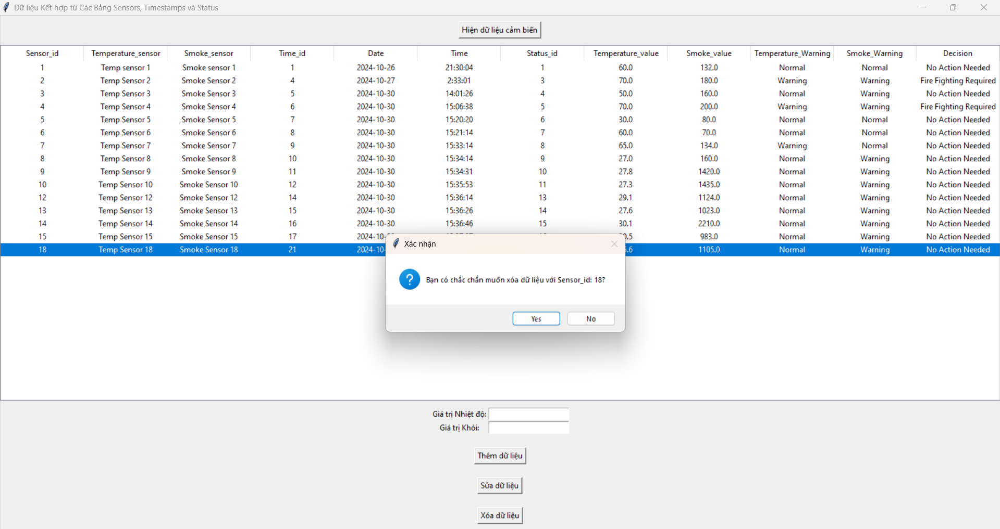 Dữ liệu Kết hợp từ Các Bảng Sensors, Timestamps và Status
Hiện dữ liệu cảm biến
Sensor_id Temperature_sensor Smoke_sensor Time_id Date Time Status_id Temperature_value Smoke_value Temperature_Warning Smoke_Warning Decision
1 Temp sensor 1 Smoke sensor 1 1 2024-10-26 21:30:04 1 60.0 132.0 Normal Normal No Action Needed
2 Temp Sensor 2 Smoke Sensor 2 4 2024-10-27 2:33:01 3 70.0 180.0 Warning Warning Fire Fighting Required
3 Temp Sensor 3 Smoke Sensor 3 5 2024-10-30 14:01:26 4 50.0 160.0 Normal Warning No Action Needed
4 Temp Sensor 4 Smoke Sensor 4 6 2024-10-30 15:06:38 5 70.0 200.0 Warning Warning Fire Fighting Required
5 Temp Sensor 5 Smoke Sensor 5 7 2024-10-30 15:20:20 6 30.0 80.0 Normal Normal No Action Needed
6 Temp Sensor 6 Smoke Sensor 6 8 2024-10-30 15:21:14 7 60.0 70.0 Normal Normal No Action Needed
7 Temp Sensor 7 Smoke Sensor 7 9 2024-10-30 15:33:14 8 65.0 134.0 Warning Normal No Action Needed
8 Temp Sensor 8 Smoke Sensor 8 10 2024-10-30 15:34:14 9 27.0 160.0 Normal Warning No Action Needed
9 Temp Sensor 9 Smoke Sensor 9 11 2024-10-30 15:34:31 10 27.8 1420.0 Normal Warning No Action Needed
10 Temp Sensor 10 Smoke Sensor 10 12 2024-10-30 15:35:53 11 27.3 1435.0 Normal Warning No Action Needed
12 Temp Sensor 12 Smoke Sensor 12 14 2024-10-30 15:36:14 13 29.1 1124.0 Normal Warning No Action Needed
13 Temp Sensor 13 Smoke Sensor 13 15 2024-10-30 15:36:26 14 27.6 1023.0 Normal Warning No Action Needed
14 Temp Sensor 14 Smoke Sensor 14 16 2024-10-30 15:36:46 15 30.1 2210.0 Normal Warning No Action Needed
15 Temp Sensor 15 Smoke Sensor 15 17 2024-10- .5 983.0 Normal Warning No Action Needed
18 Temp Sensor 18 Smoke Sensor 18 21 2024-10- .6 1105.0 Normal Warning No Action Needed
Xác nhận
Bạn có chắc chắn muốn xóa dữ liệu với Sensor_id: 18?
Yes No
Giá trị Nhiệt độ:
Giá trị Khói:
Thêm dữ liệu
Sửa dữ liệu
Xóa dữ liệu